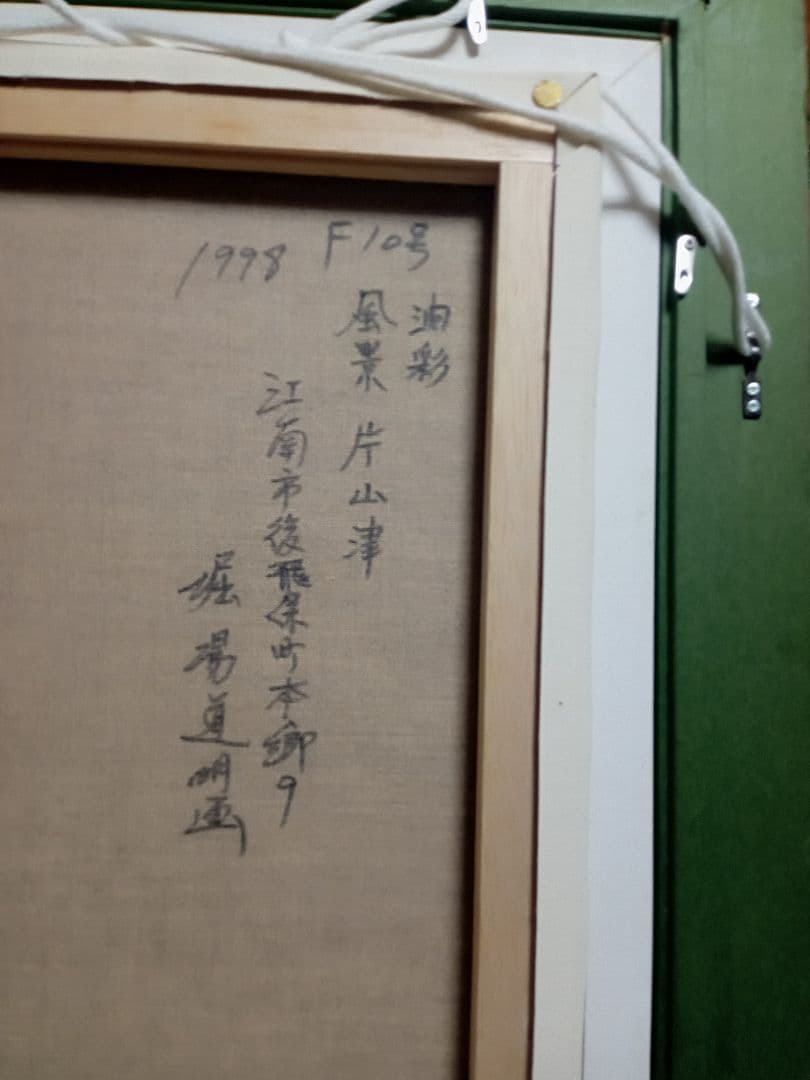 1998 F10号
油彩
風景 片山津
江南市後飛保町本郷9
堀場道明画